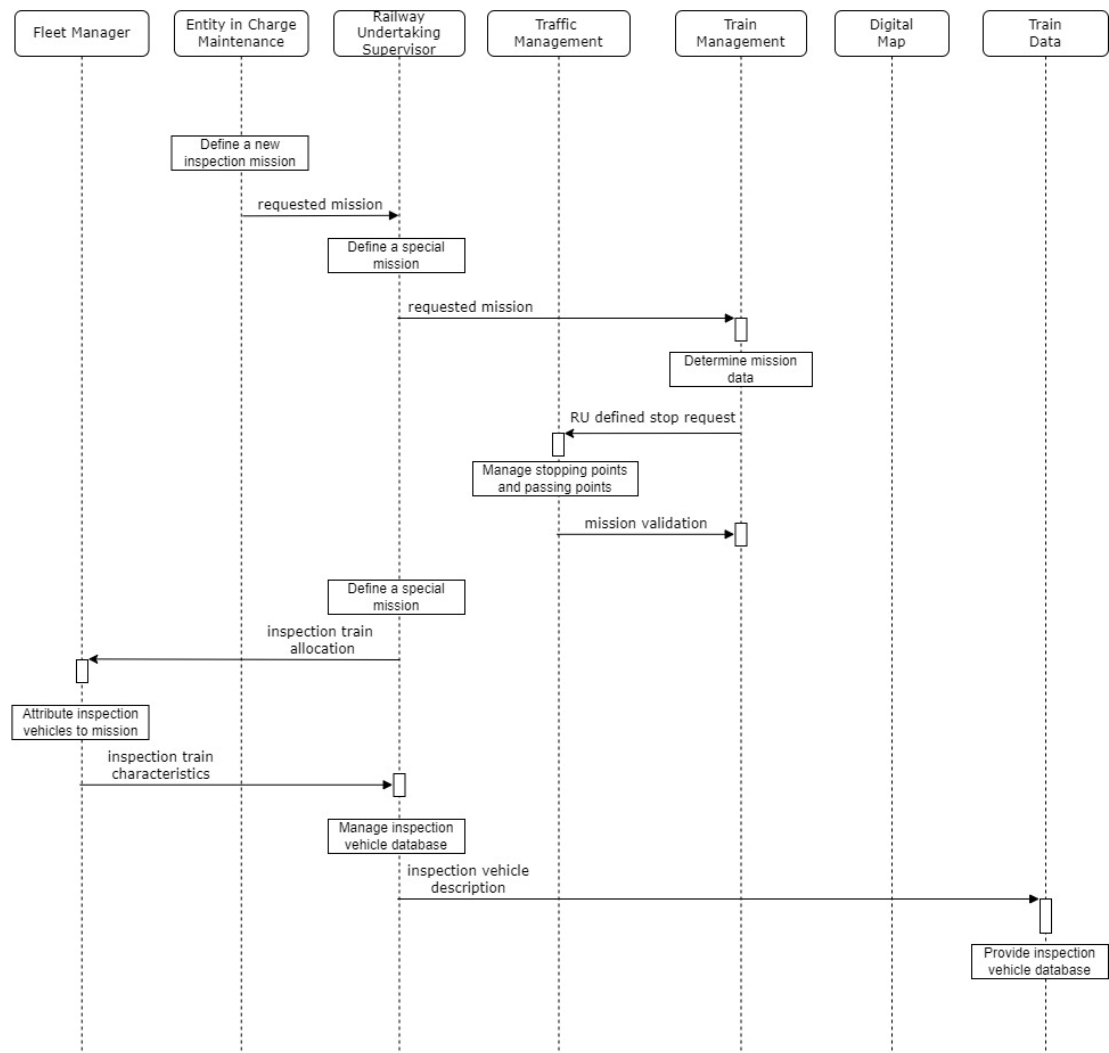 Fleet Manager
Entity in Charge
Maintenance
Railway
Undertaking
Supervisor
Traffic
Management
Train
Management
Digital
Map
Train
Data
Define a new
inspection mission
requested mission
Define a special
mission
requested mission
Determine mission
data
RU defined stop request
Manage stopping points
and passing points
mission validation
Define a special
mission
inspection train
allocation
Attribute inspection
vehicles to mission
inspection train
characteristics
Manage inspection
vehicle database
inspection vehicle
description
Provide inspection
vehicle database